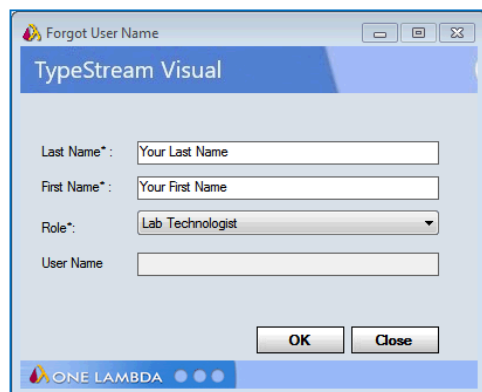 Forgot User Name
TypeStream Visual
Last Name* : Your Last Name
First Name* : Your First Name
Role*: Lab Technologist
User Name
OK Close
ONE LAMBDA